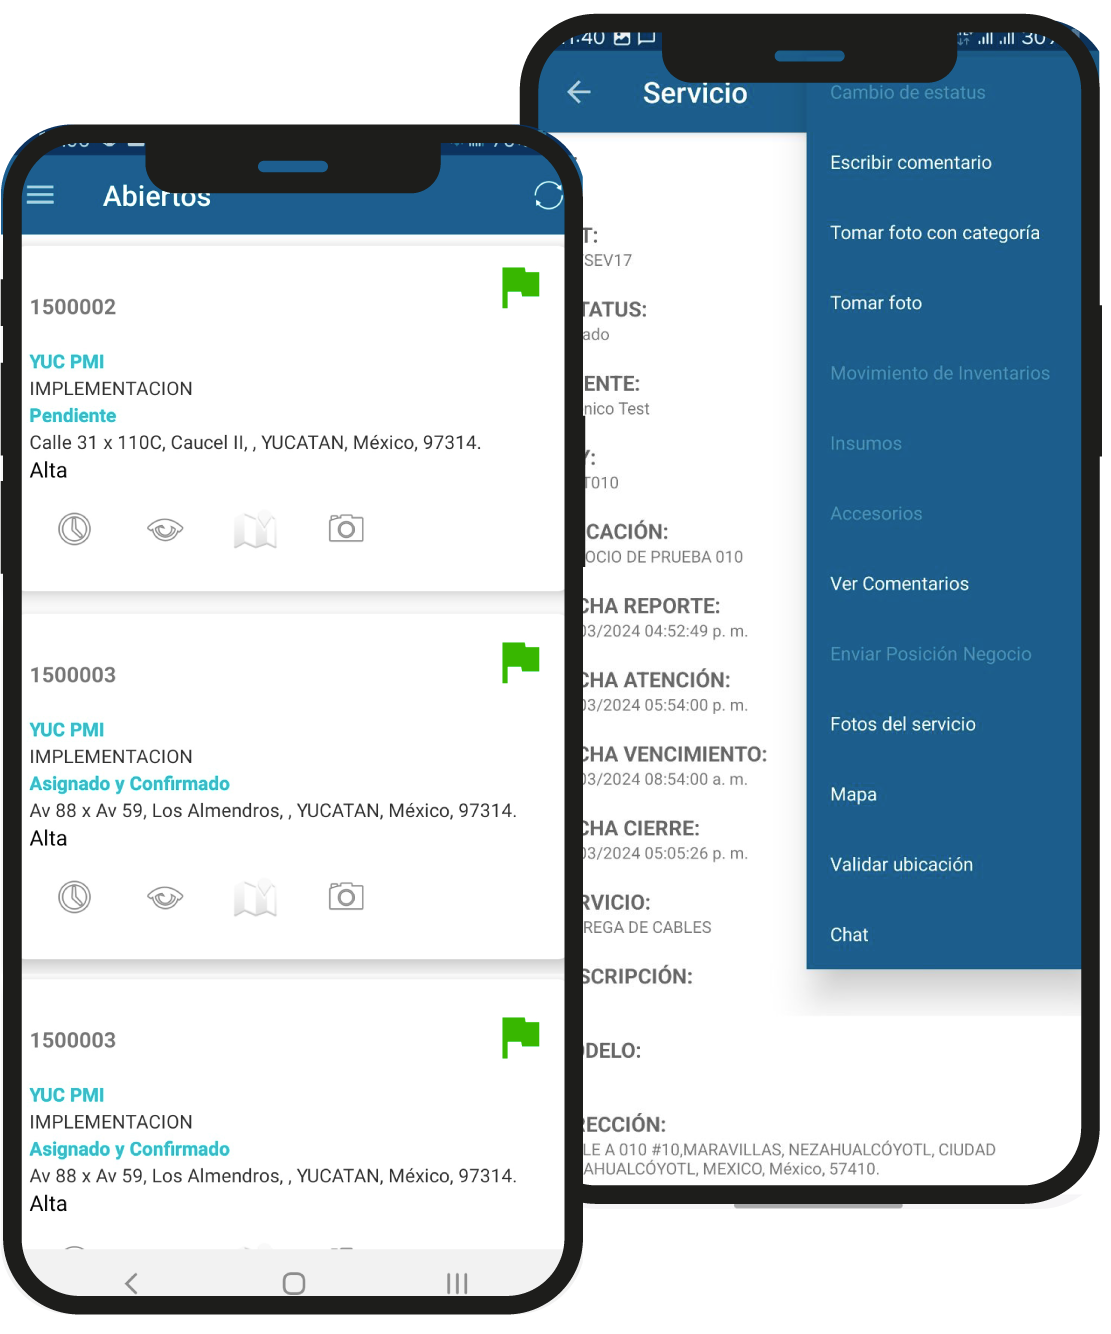 Abiertos
1500002
YUC PMI
IMPLEMENTACION
Pendiente
Calle 31 x 110C, Caucel II, , YUCATAN, México, 97314.
Alta
1500003
YUC PMI
IMPLEMENTACION
Asignado y Confirmado
Av 88 x Av 59, Los Almendros, , YUCATAN, México, 97314.
Alta
1500003
YUC PMI
IMPLEMENTACION
Asignado y Confirmado
Av 88 x Av 59, Los Almendros, , YUCATAN, México, 97314.
Alta
:40
30
Servicio
T:
SEV17
TATUS:
ado
ENTE:
nico Test
:
T010
CACIÓN:
OCIO DE PRUEBA 010
CHA REPORTE:
03/2024 04:52:49 p. m.
CHA ATENCIÓN:
03/2024 05:54:00 p. m.
CHA VENCIMIENTO:
03/2024 08:54:00 a. m.
CHA CIERRE:
03/2024 05:05:26 p. m.
RVICIO:
REGA DE CABLES
SCRIPCIÓN:
DELO:
RECCIÓN:
LE A 010 #10,MARAVILLAS, NEZAHUALCÓYOTL, CIUDAD
AHUALCÓYOTL, MEXICO, México, 57410.
Cambio de estatus
Escribir comentario
Tomar foto con categoría
Tomar foto
Movimiento de Inventarios
Insumos
Accesorios
Ver Comentarios
Enviar Posición Negocio
Fotos del servicio
Mapa
Validar ubicación
Chat